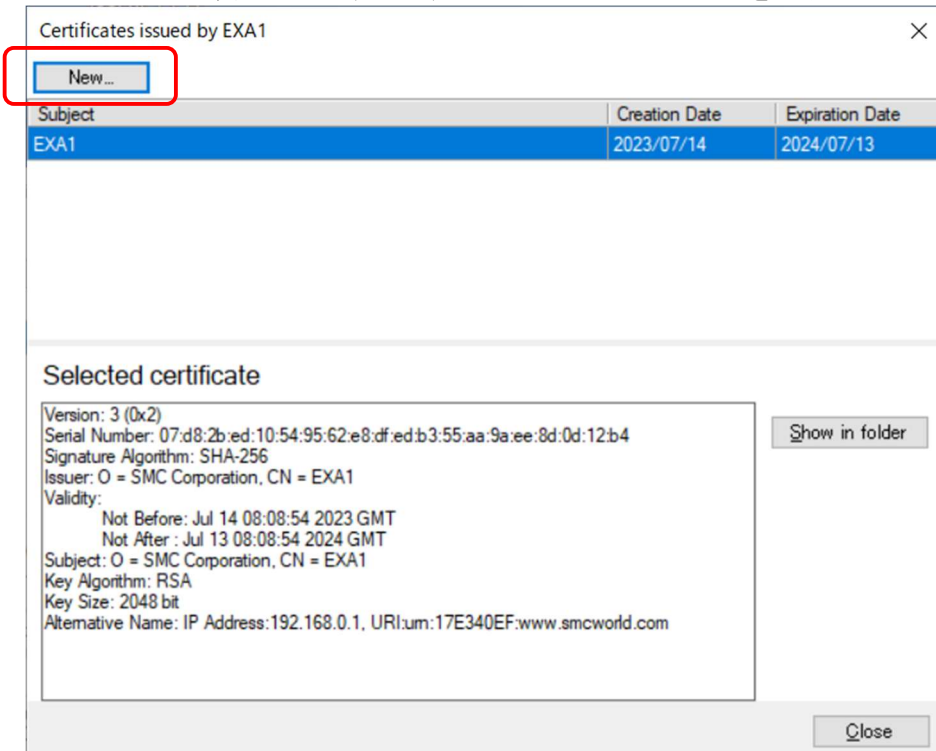 Certificates issued by EXA1
New...
Subject Creation Date Expiration Date
EXA1 2023/07/14 2024/07/13
Selected certificate
Version: 3 (0x2)
Serial Number: 07:d8:2b:ed:10:54:95:62:e8:df:ed:b3:55:aa:9a:ee:8d:0d:12:b4
Signature Algorithm: SHA-256
Issuer: O = SMC Corporation, CN = EXA1
Validity:
Not Before: Jul 14 08:08:54 2023 GMT
Not After : Jul 13 08:08:54 2024 GMT
Subject: O = SMC Corporation, CN = EXA1
Key Algorithm: RSA
Key Size: 2048 bit
Alternative Name: IP Address:192.168.0.1, URI:urn:17E340EF:www.smcworld.com
Show in folder
Close